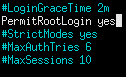 #LoginGraceTime 2m
PermitRootLogin yes
#StrictModes yes
#MaxAuthTries 6
#MaxSessions 10